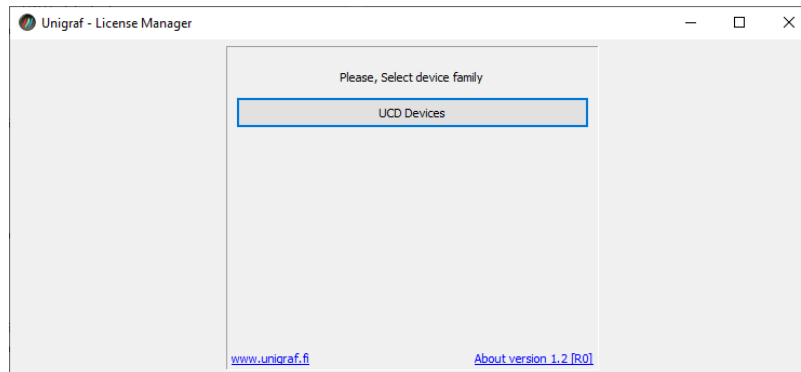 Unigraf - License Manager
Please, Select device family
UCD Devices
www.unigraf.fi About version 1.2 [R0]